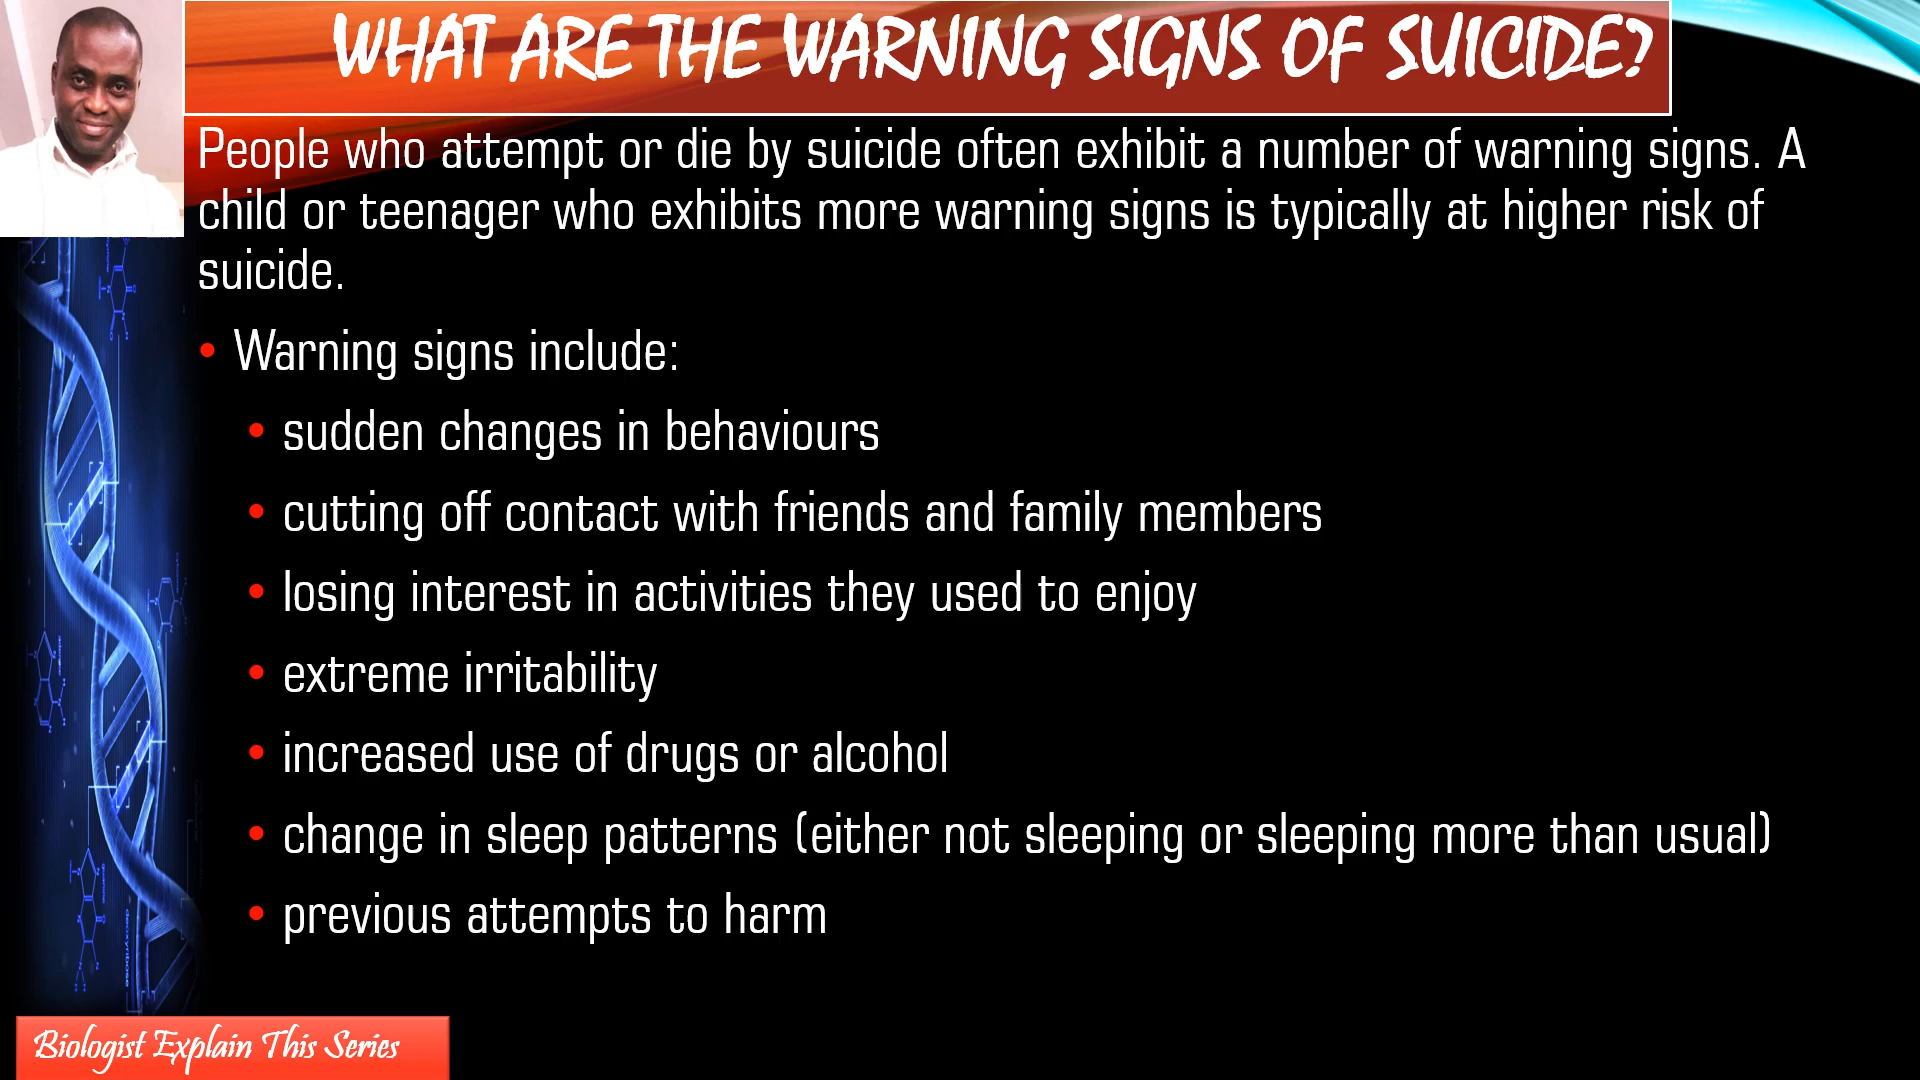 WHAT ARE THE WARNING SIGNS OF SUICIDE?
People who attempt or die by suicide often exhibit a number of warning signs. A
child or teenager who exhibits more warning signs is typically at higher risk of
suicide.
• Warning signs include:
• sudden changes in behaviours
• cutting off contact with friends and family members
• losing interest in activities they used to enjoy
• extreme irritability
• increased use of drugs or alcohol
• change in sleep patterns (either not sleeping or sleeping more than usual)
• previous attempts to harm
Biologist Explain This Series